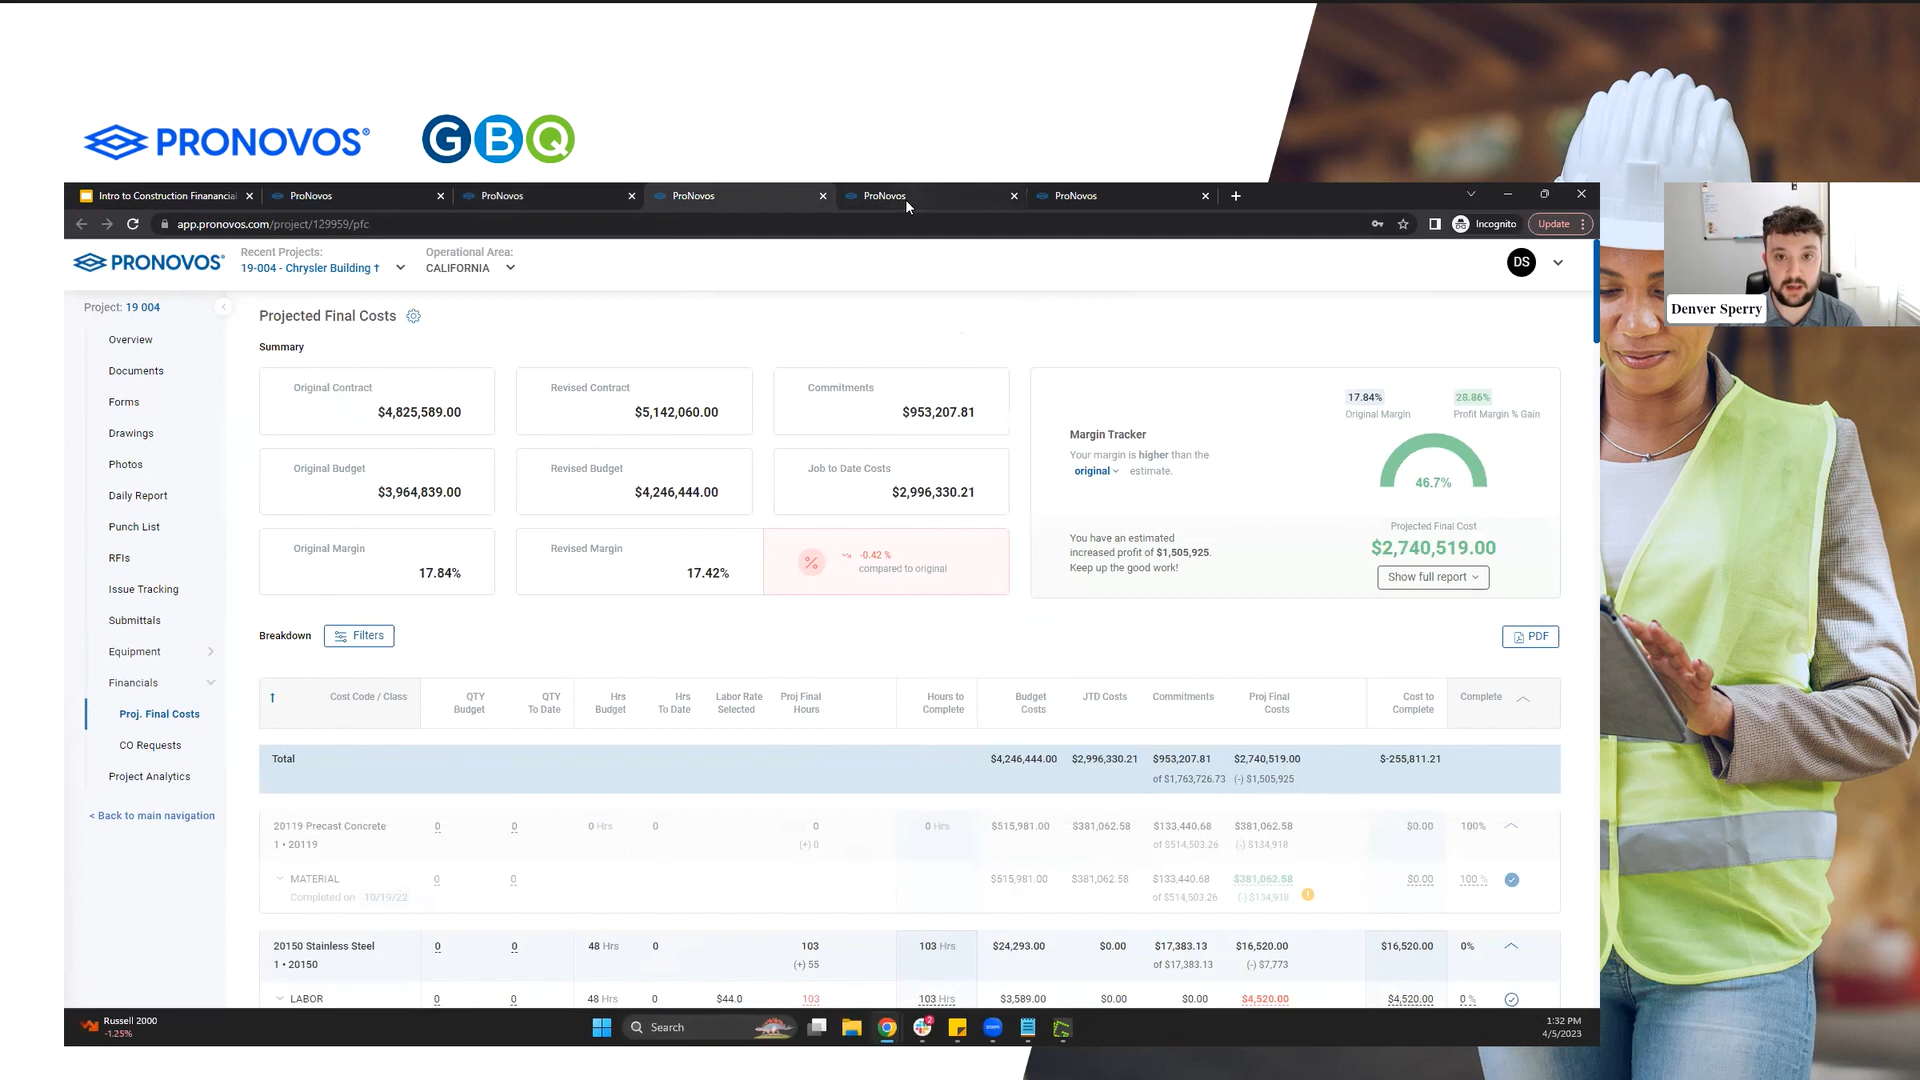 PRONOVOS®
GBQ
Intro to Construction Finanancial
ProNovos
ProNovos
ProNovos
ProNovos
ProNovos
app.pronovos.com/project/129959/pfc
Incognito
Update
PRONOVOS
Recent Projects:
19-004 - Chrysler Building †
Operational Area:
CALIFORNIA
DS
Denver Sperry
Project: 19 004
Overview
Documents
Forms
Drawings
Photos
Daily Report
Punch List
RFIs
Issue Tracking
Submittals
Equipment
Financials
Proj. Final Costs
CO Requests
Project Analytics
< Back to main navigation
Projected Final Costs
Summary
Original Contract
$4,825,589.00
Revised Contract
$5,142,060.00
Commitments
$953,207.81
Original Budget
$3,964,839.00
Revised Budget
$4,246,444.00
Job to Date Costs
$2,996,330.21
Original Margin
17.84%
Revised Margin
17.42%
%
-0.42 %
compared to original
Margin Tracker
Your margin is higher than the
original estimate.
You have an estimated
increased profit of $1,505,925.
Keep up the good work!
17.84%
Original Margin
28.86%
Profit Margin % Gain
46.7%
Projected Final Cost
$2,740,519.00
Show full report
Breakdown
Filters
PDF
Cost Code / Class
QTY Budget
QTY To Date
Hrs Budget
Hrs To Date
Labor Rate Selected
Proj Final Hours
Hours to Complete
Budget Costs
JTD Costs
Commitments
Proj Final Costs
Cost to Complete
Complete
Total $4,246,444.00 $2,996,330.21 $953,207.81 $2,740,519.00 $-255,811.21
of $1,763,726.73 (-) $1,505,925
20119 Precast Concrete 0 0 0 Hrs 0 0 0 Hrs $515,981.00 $381,062.58 $133,440.68 $381,062.58 $0.00 100%
1 • 20119 (+) 0 of $514,503.26 (-) $134,918
MATERIAL 0 0 $515,981.00 $381,062.58 $133,440.68 $381,062.58 $0.00 100 %
Completed on 10/19/22 of $514,503.26 (-) $134,918
20150 Stainless Steel 0 0 48 Hrs 0 103 103 Hrs $24,293.00 $0.00 $17,383.13 $16,520.00 $16,520.00 0%
1 • 20150 (+) 55 of $17,383.13 (-) $7,773
LABOR 0 0 48 Hrs 0 $44.0 103 103 Hrs $3,589.00 $0.00 $0.00 $4,520.00 $4,520.00 0 %
Russell 2000
-1.25%
Search
2
zoom
1:32 PM
4/5/2023